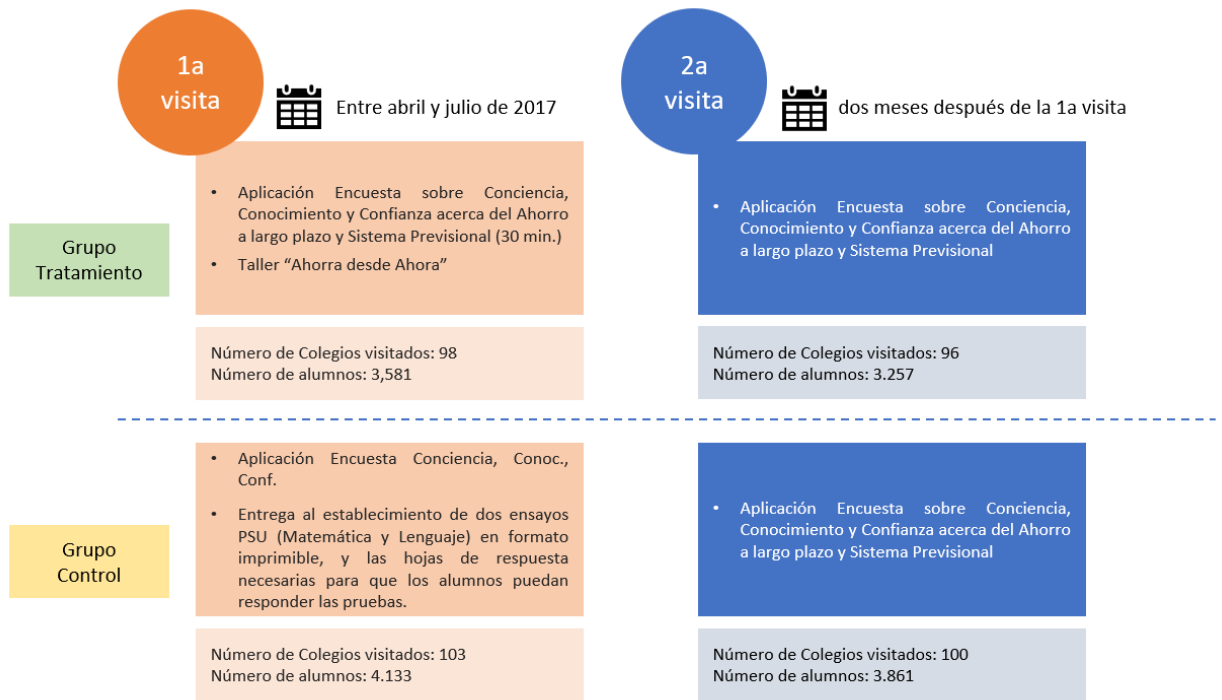 1a
visita
Entre abril y julio de 2017
2a
visita
dos meses después de la 1a visita
Grupo
Tratamiento
• Aplicación Encuesta sobre Conciencia,
Conocimiento y Confianza acerca del Ahorro
a largo plazo y Sistema Previsional (30 min.)
• Taller “Ahorra desde Ahora”
• Aplicación Encuesta sobre Conciencia,
Conocimiento y Confianza acerca del Ahorro
a largo plazo y Sistema Previsional
Número de Colegios visitados: 98
Número de alumnos: 3,581
Número de Colegios visitados: 96
Número de alumnos: 3.257
Grupo
Control
• Aplicación Encuesta Conciencia, Conoc.,
Conf.
• Entrega al establecimiento de dos ensayos
PSU (Matemática y Lenguaje) en formato
imprimible, y las hojas de respuesta
necesarias para que los alumnos puedan
responder las pruebas.
• Aplicación Encuesta sobre Conciencia,
Conocimiento y Confianza acerca del Ahorro
a largo plazo y Sistema Previsional
Número de Colegios visitados: 103
Número de alumnos: 4.133
Número de Colegios visitados: 100
Número de alumnos: 3.861